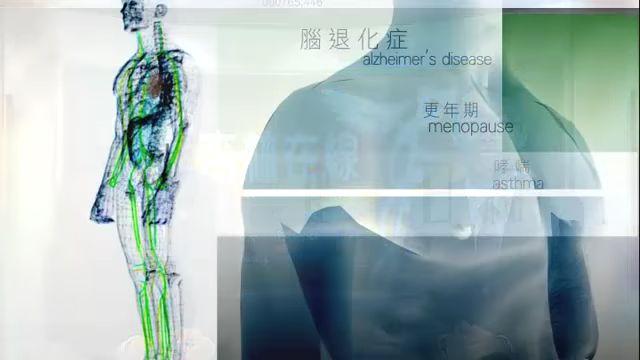 腦退化症
alzheimer's disease
更年期
menopause
哮喘
asthma